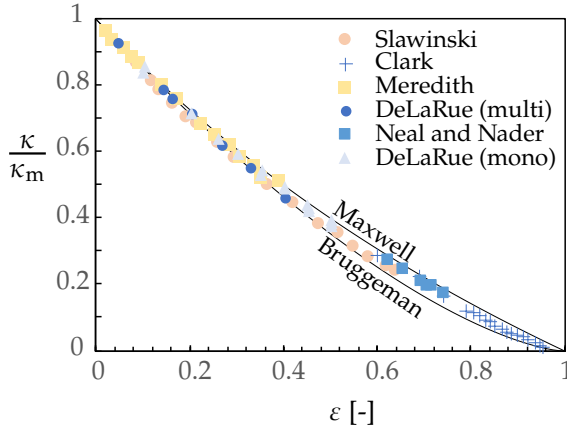 1
0.8
0.6
0.4
0.2
0
κ
κm
Slawinski
Clark
Meredith
DeLaRue (multi)
Neal and Nader
DeLaRue (mono)
Maxwell
Bruggeman
0 0.2 0.4 0.6 0.8 1
ε [-]